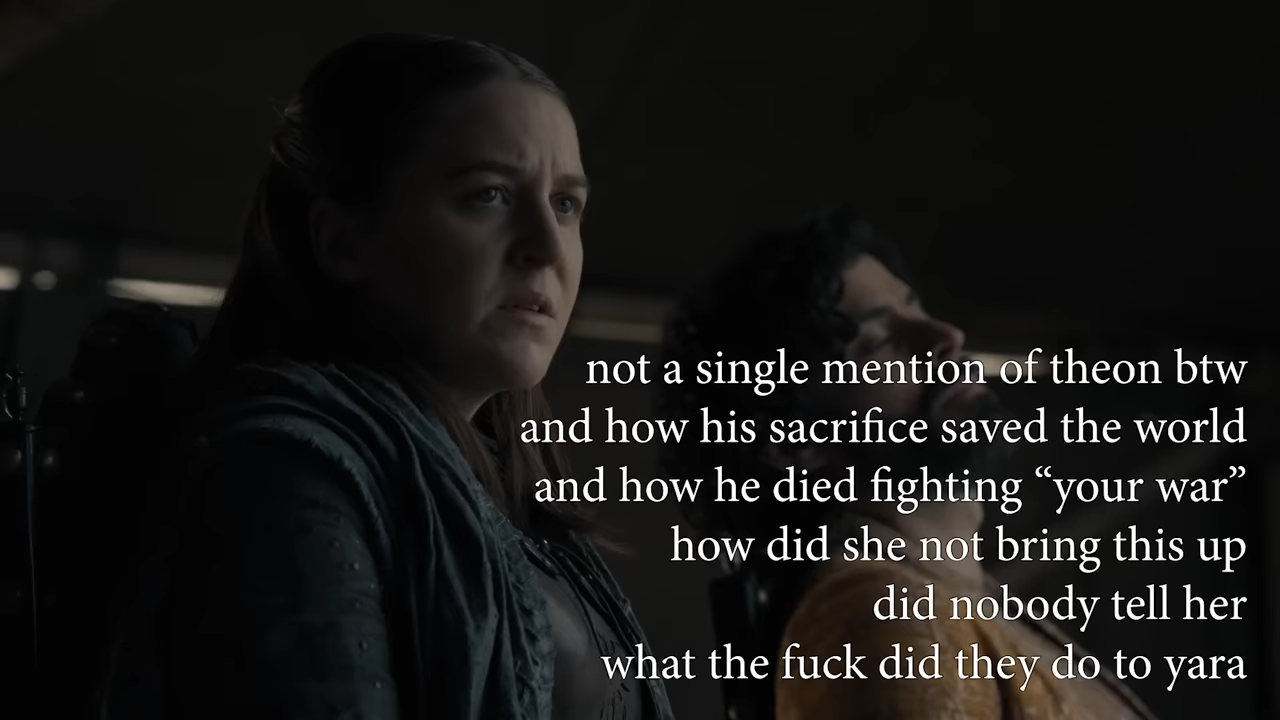 not a single mention of theon btw
and how his sacrifice saved the world
and how he died fighting “your war”
how did she not bring this up
did nobody tell her
what the fuck did they do to yara